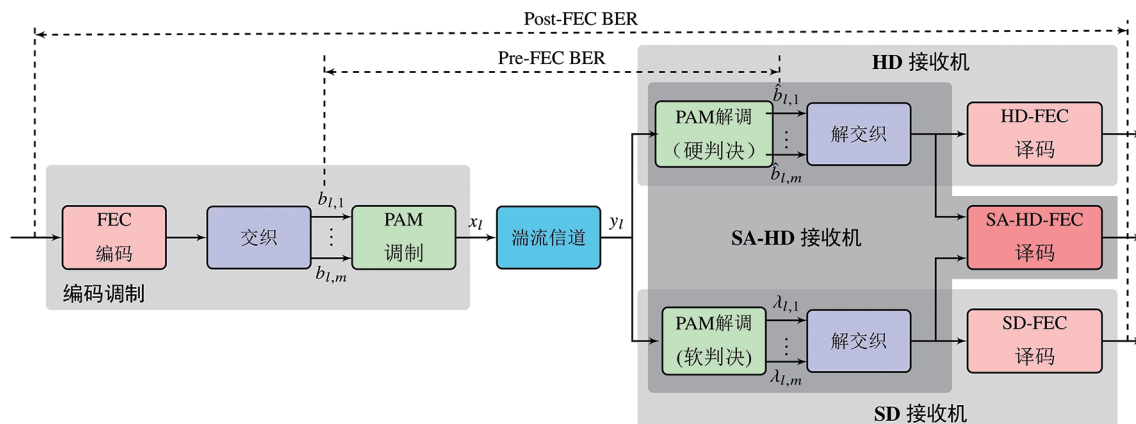 Post-FEC BER
Pre-FEC BER
HD 接收机
PAM解调
(硬判决)
b̂l,1
⋮
b̂l,m
解交织
HD-FEC
译码
FEC
编码
交织
bl,1
⋮
bl,m
PAM
调制
xl
湍流信道
yl
编码调制
SA-HD 接收机
SA-HD-FEC
译码
PAM解调
(软判决)
λl,1
⋮
λl,m
解交织
SD-FEC
译码
SD 接收机